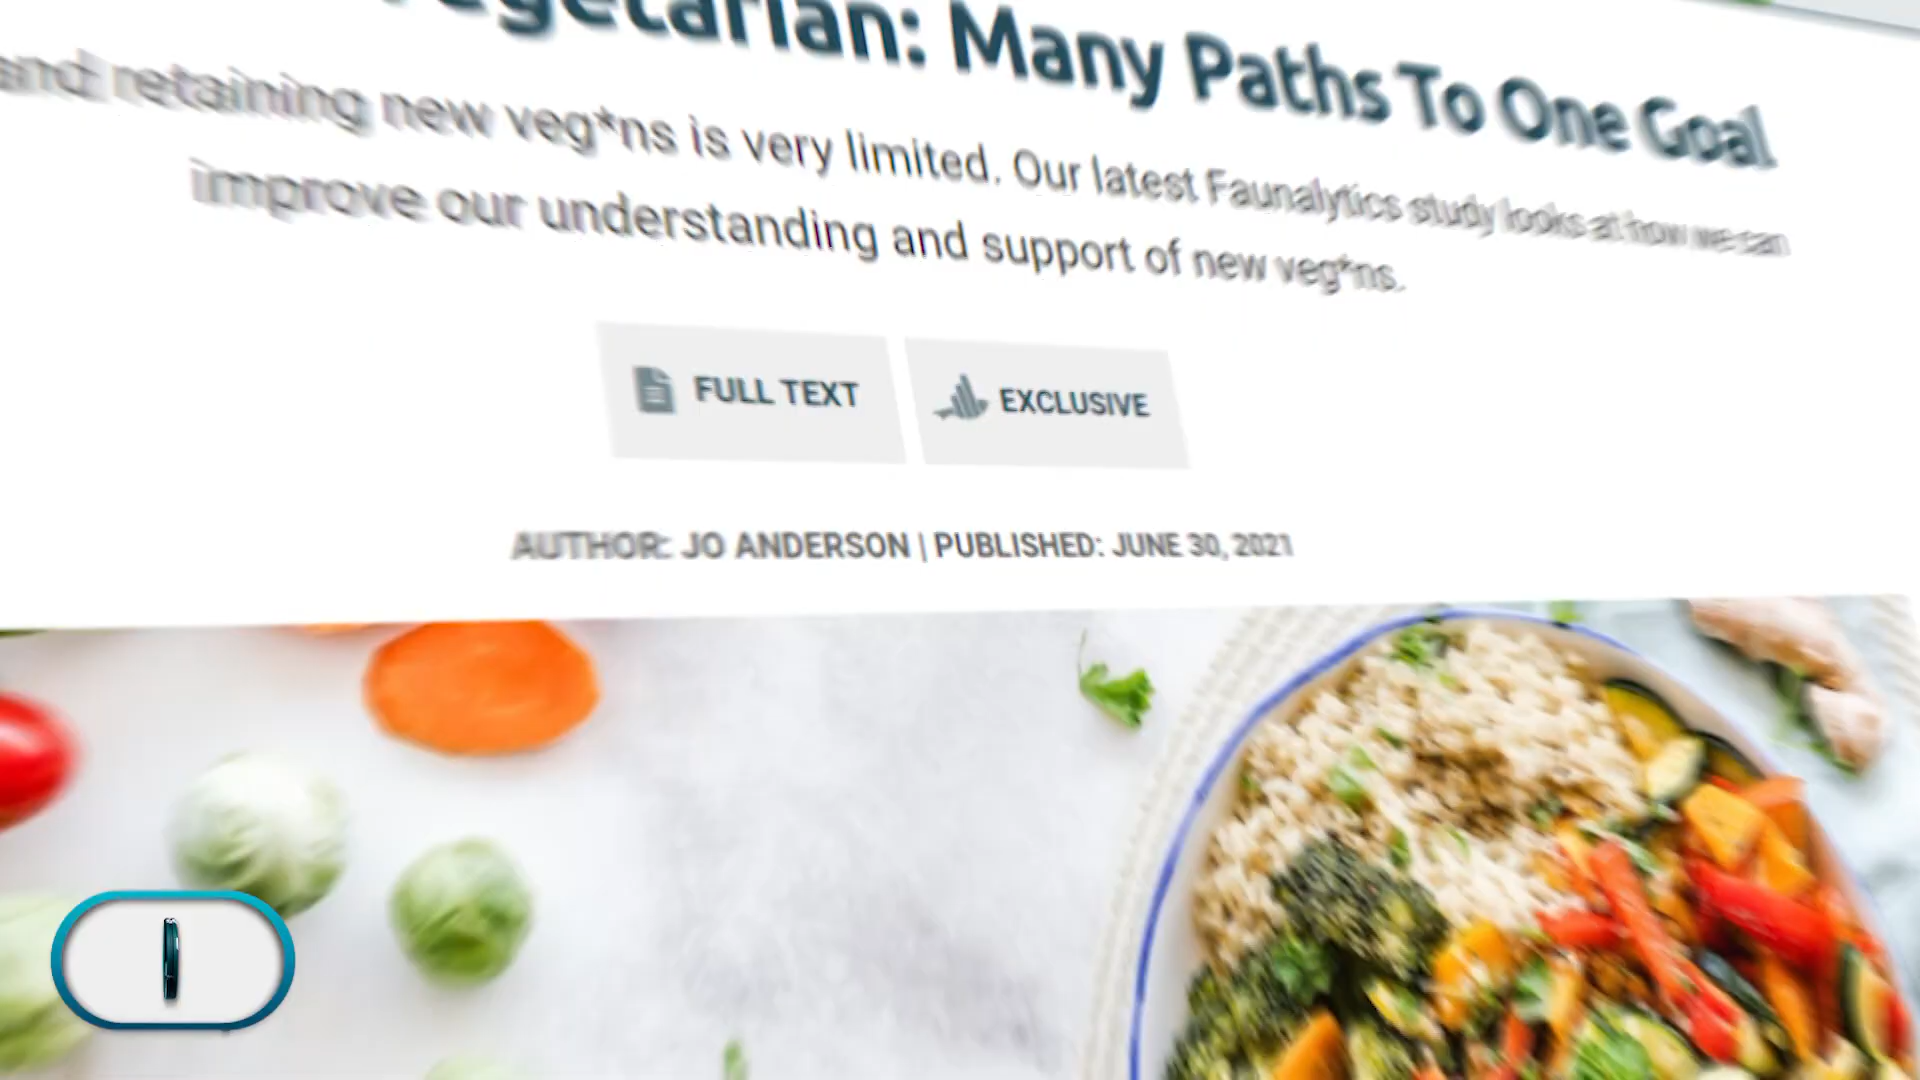 egetarian: Many Paths To One Goal
and retaining new veg*ns is very limited. Our latest Faunalytics study looks at how we can
improve our understanding and support of new veg*ns.
FULL TEXT
EXCLUSIVE
AUTHOR: JO ANDERSON | PUBLISHED: JUNE 30, 2021